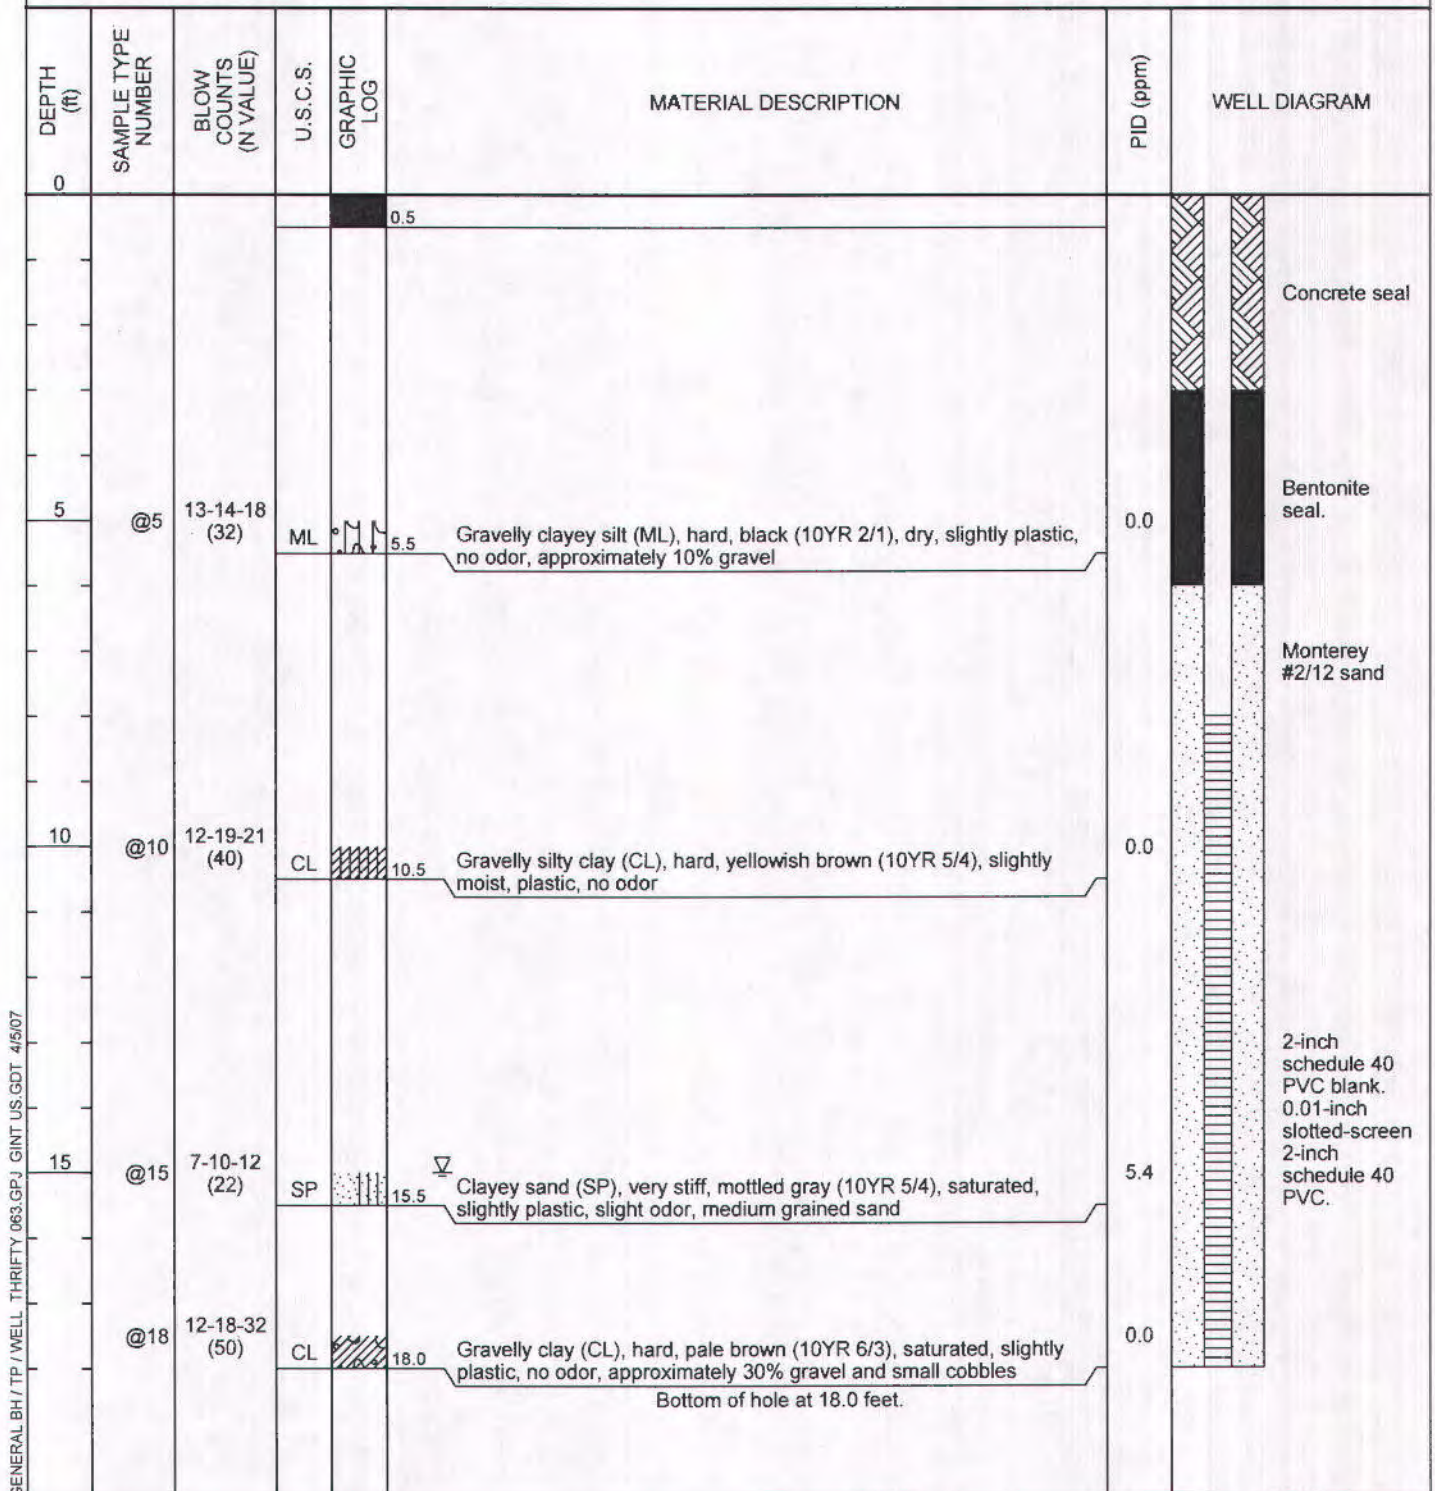 DEPTH
(ft)
SAMPLE TYPE
NUMBER
BLOW
COUNTS
(N VALUE)
U.S.C.S.
GRAPHIC
LOG
MATERIAL DESCRIPTION
PID (ppm)
WELL DIAGRAM
0
0.5
Concrete seal
5
@5
13-14-18
(32)
ML
5.5
Gravelly clayey silt (ML), hard, black (10YR 2/1), dry, slightly plastic,
no odor, approximately 10% gravel
0.0
Bentonite
seal.
Monterey
#2/12 sand
10
@10
12-19-21
(40)
CL
10.5
Gravelly silty clay (CL), hard, yellowish brown (10YR 5/4), slightly
moist, plastic, no odor
0.0
2-inch
schedule 40
PVC blank.
0.01-inch
slotted-screen
2-inch
schedule 40
PVC.
15
@15
7-10-12
(22)
SP
15.5
Clayey sand (SP), very stiff, mottled gray (10YR 5/4), saturated,
slightly plastic, slight odor, medium grained sand
5.4
@18
12-18-32
(50)
CL
18.0
Gravelly clay (CL), hard, pale brown (10YR 6/3), saturated, slightly
plastic, no odor, approximately 30% gravel and small cobbles
0.0
Bottom of hole at 18.0 feet.
GENERAL BH / TP / WELL THRIFTY 063.GPJ GINT US.GDT 4/5/07